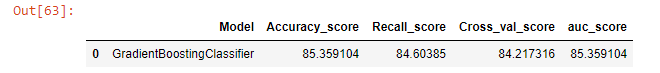 Out[63]:
Model Accuracy_score Recall_score Cross_val_score auc_score
0 GradientBoostingClassifier 85.359104 84.60385 84.217316 85.359104